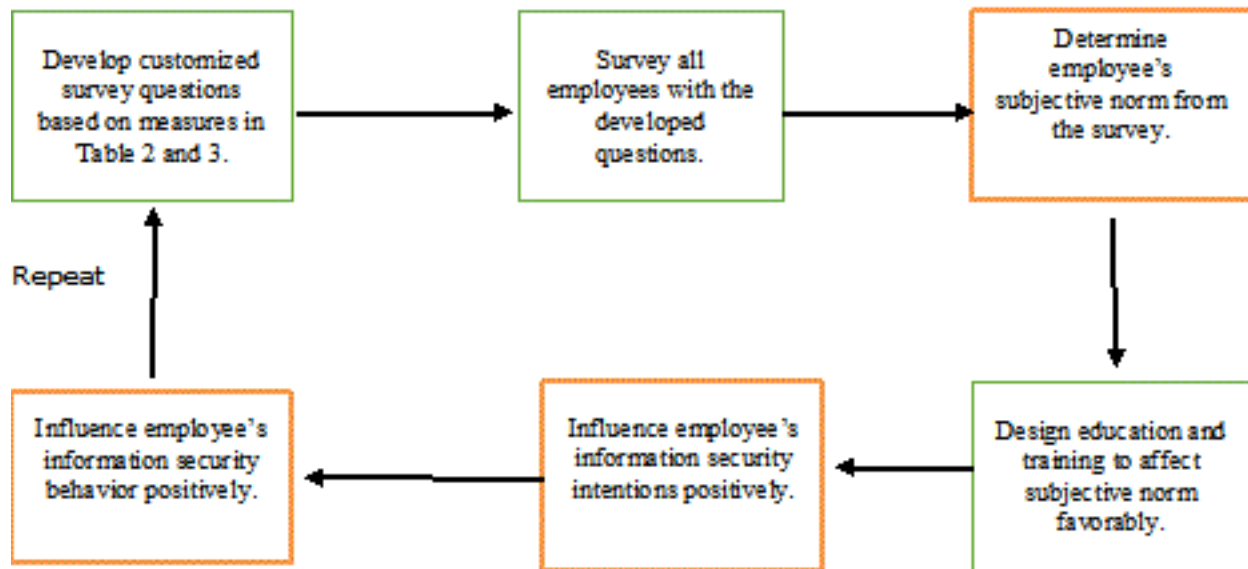 Develop customized
survey questions
based on measures in
Table 2 and 3.
Survey all
employees with the
developed
questions.
Determine
employee's
subjective norm from
the survey.
Repeat
Influence employee's
information security
behavior positively.
Influence employee's
information security
intentions positively.
Design education and
training to affect
subjective norm
favorably.